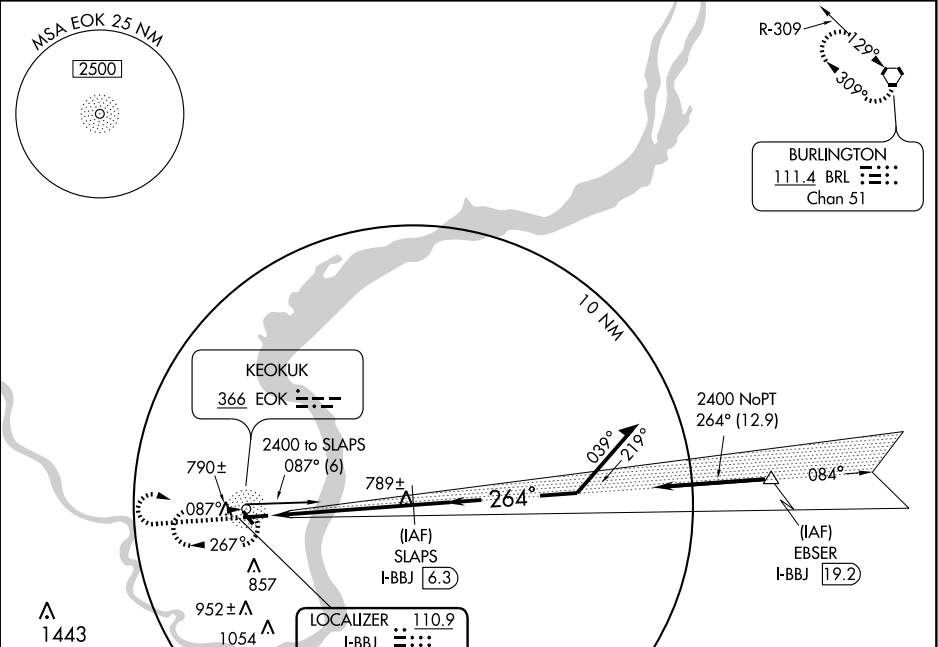 MSA EOK 25 NM
2500
R-309
129°
309°
BURLINGTON
111.4 BRL
Chan 51
10 NM
KEOKUK
366 EOK
2400 NoPT
264° (12.9)
2400 to SLAPS
087° (6)
039°
219°
790±
789±
264°
084°
087°
267°
(IAF)
SLAPS
I-BBJ 6.3
(IAF)
EBSER
I-BBJ 19.2
857
952±
1443
1054
LOCALIZER 110.9
I-BBJ